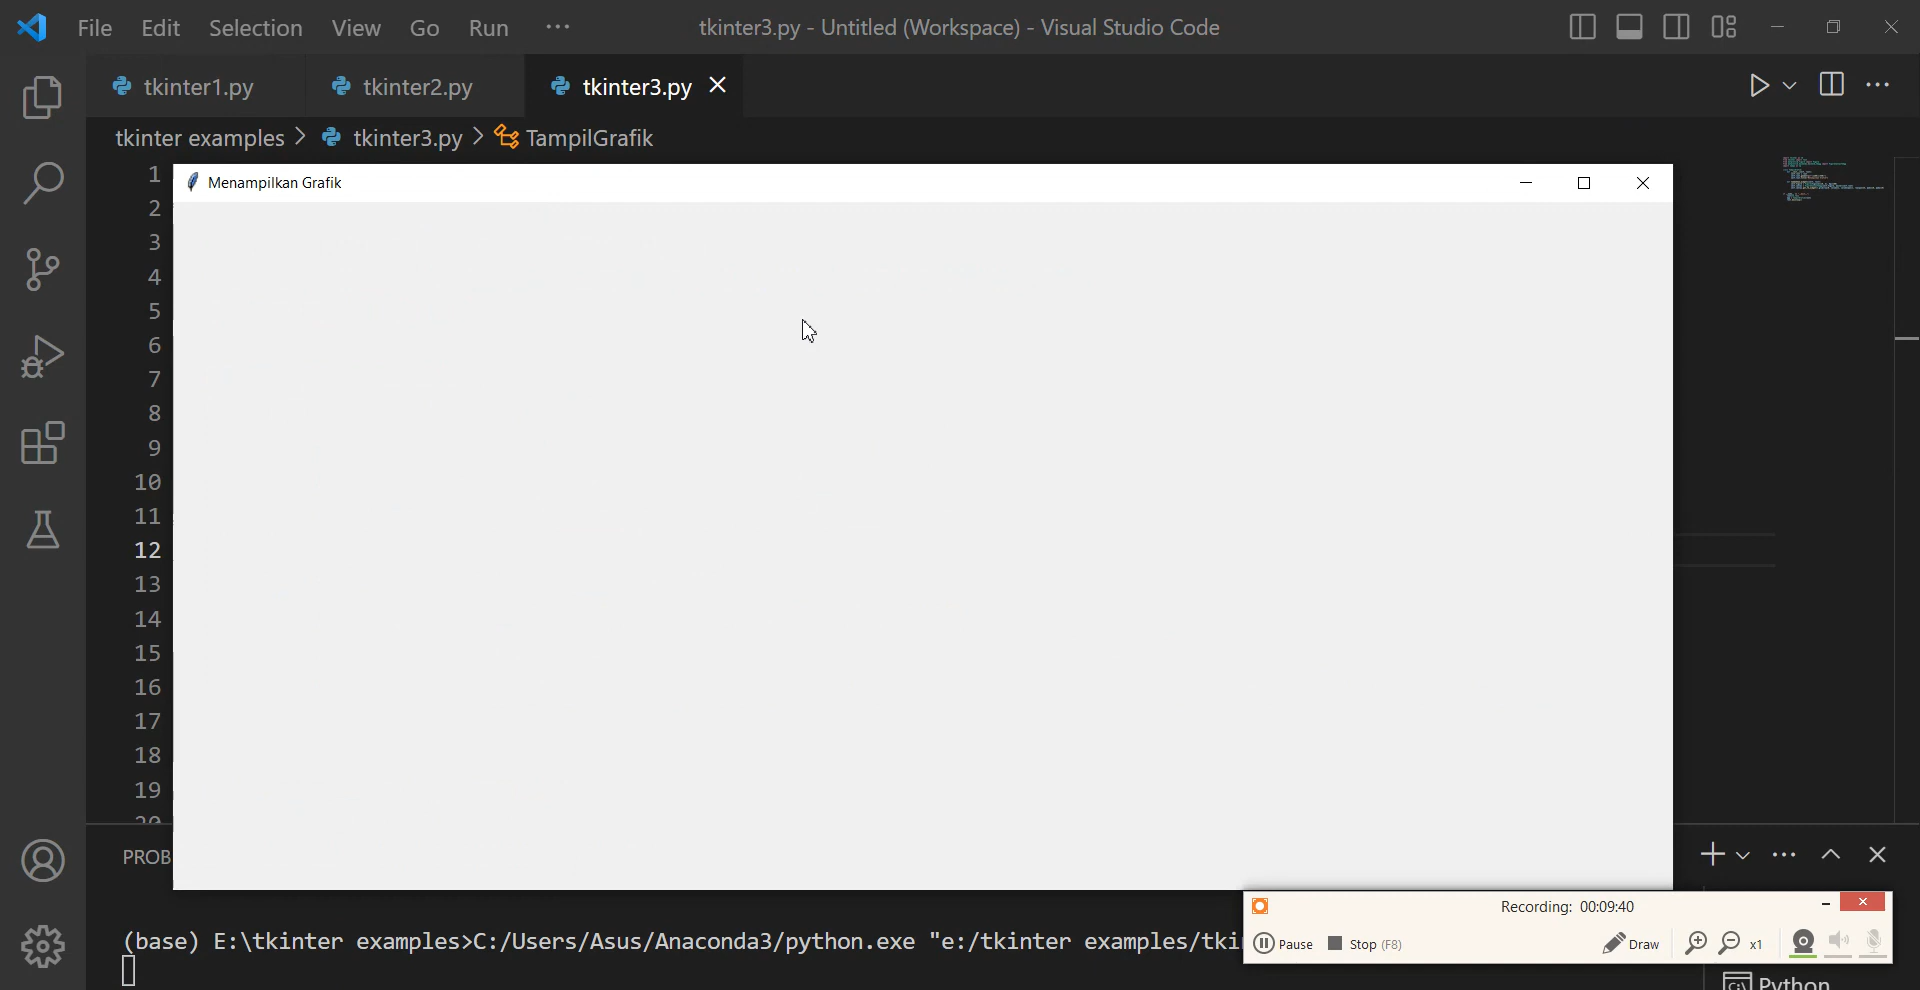 File Edit Selection View Go Run ··· tkinter3.py - Untitled (Workspace) - Visual Studio Code
tkinter1.py tkinter2.py tkinter3.py
tkinter examples > tkinter3.py > TampilGrafik
1
Menampilkan Grafik
2
3
4
5
6
7
8
9
10
11
12
13
14
15
16
17
18
19
20
PROB
Recording: 00:09:40
(base) E:\tkinter examples>C:/Users/Asus/Anaconda3/python.exe "e:/tkinter examples/tki
Pause Stop (F8) Draw x1
Python